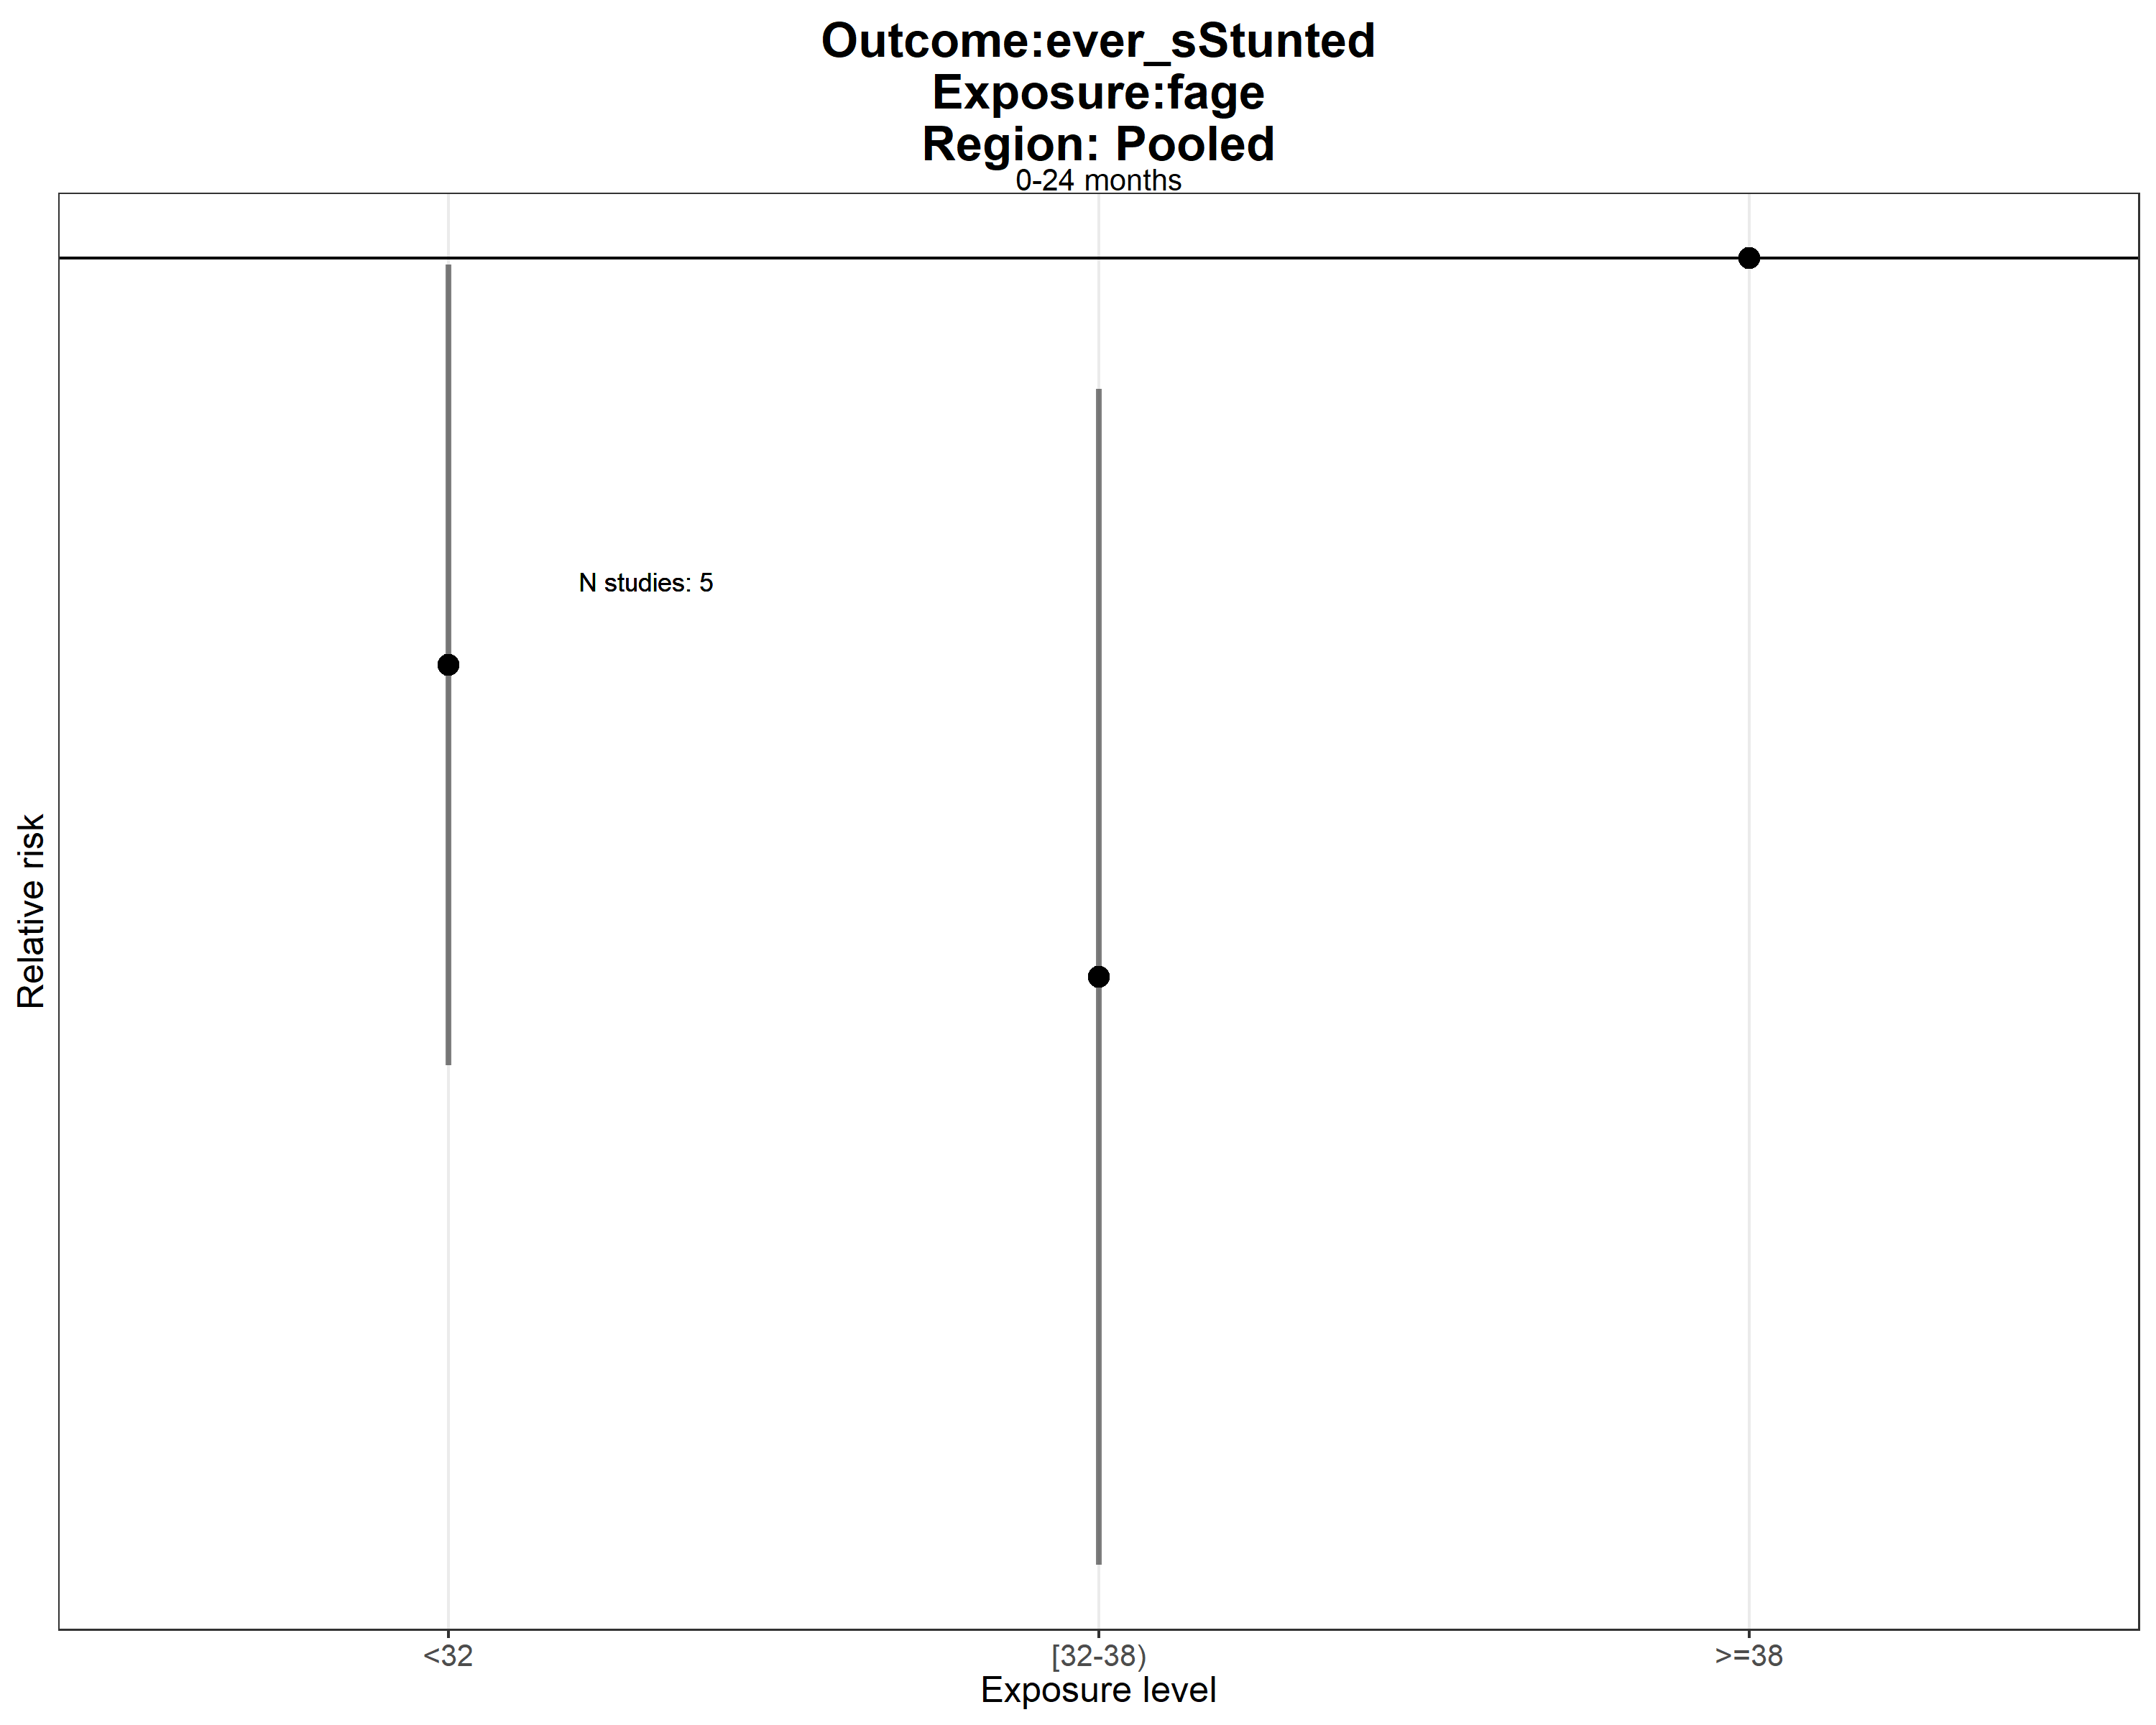 Outcome:ever_sStunted
Exposure:fage
Region: Pooled
0-24 months
N studies: 5
Relative risk
<32
[32-38)
>=38
Exposure level